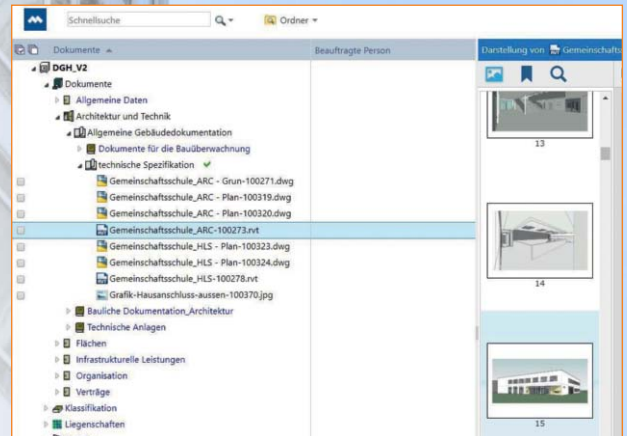 Schnellsuche
Ordner
Dokumente
Beauftragte Person
Darstellung von Gemeinschafts
DGH_V2
Dokumente
Allgemeine Daten
Architektur und Technik
Allgemeine Gebäudedokumentation
Dokumente für die Bauüberwachung
technische Spezifikation
Gemeinschaftsschule_ARC - Grun-100271.dwg
Gemeinschaftsschule_ARC - Plan-100319.dwg
Gemeinschaftsschule_ARC - Plan-100320.dwg
Gemeinschaftsschule_ARC-100273.rvt
Gemeinschaftsschule_HLS - Plan-100323.dwg
Gemeinschaftsschule_HLS - Plan-100324.dwg
Gemeinschaftsschule_HLS-100278.rvt
Grafik-Hausanschluss-aussen-100370.jpg
Bauliche Dokumentation_Architektur
Technische Anlagen
Flächen
Infrastrukturelle Leistungen
Organisation
Verträge
Klassifikation
Liegenschaften
13
14
15